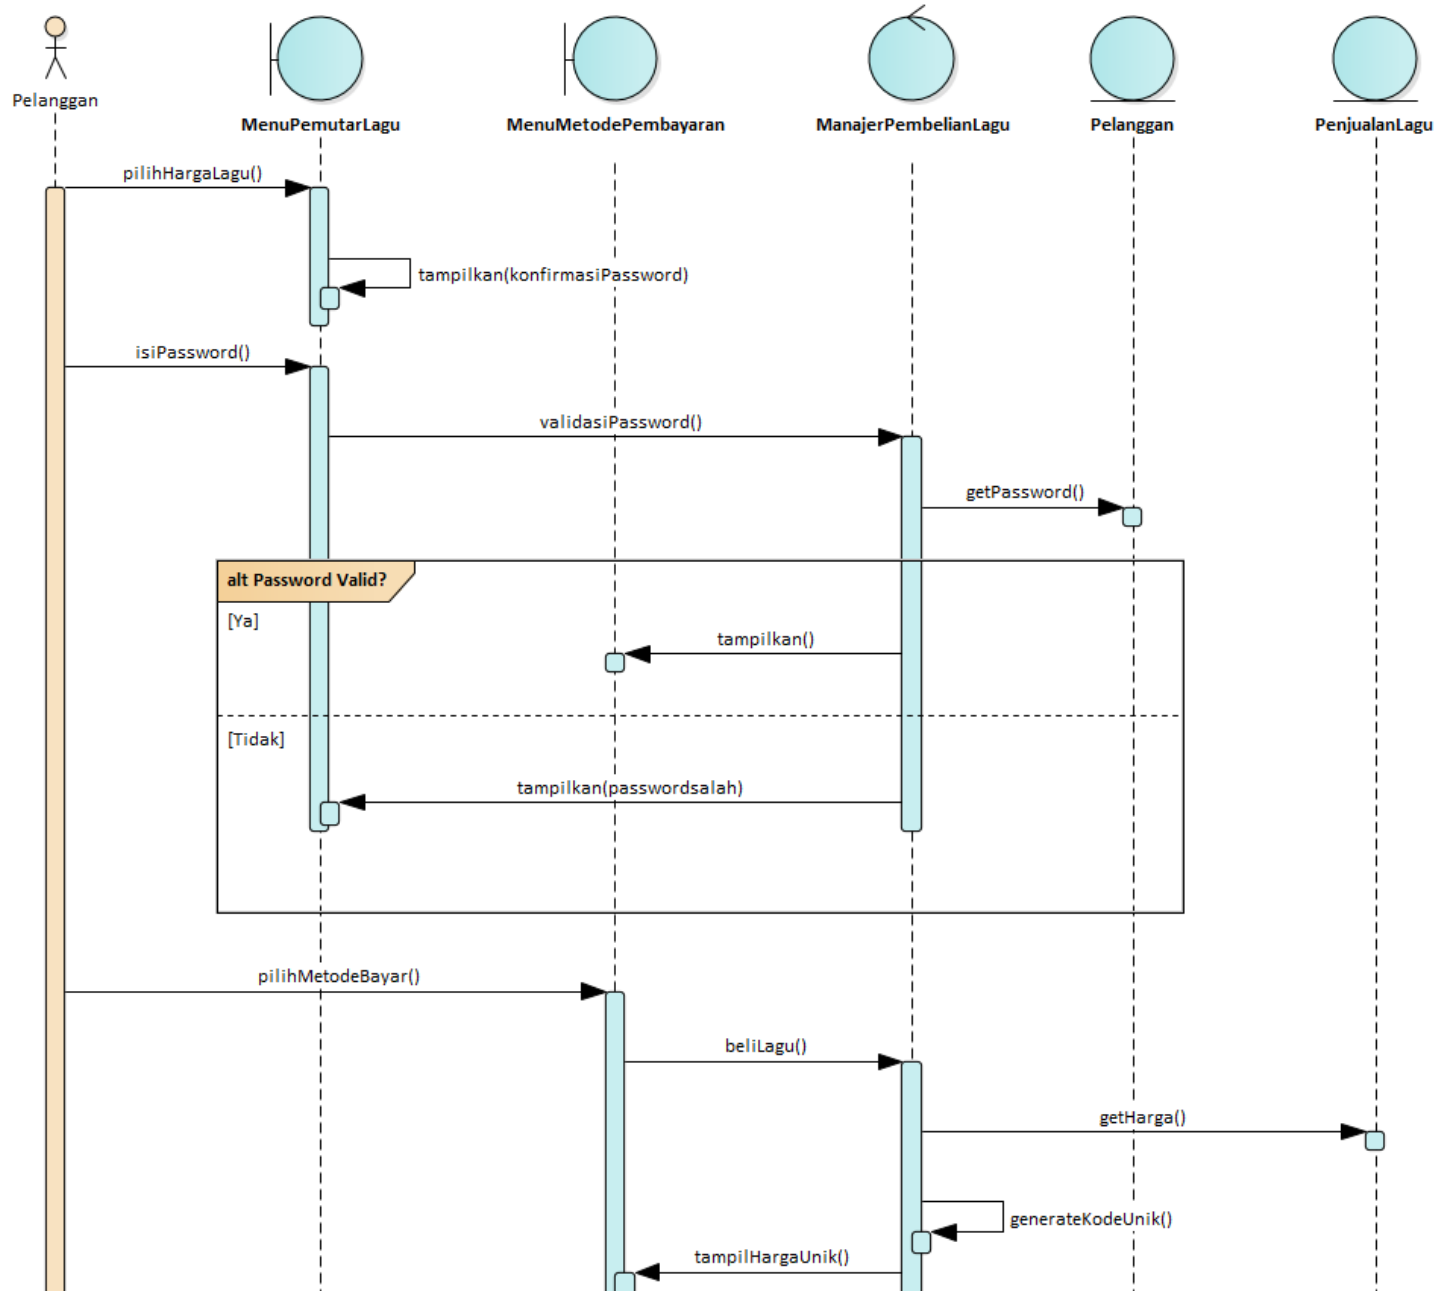 Pelanggan
MenuPemutarLagu
MenuMetodePembayaran
ManajerPembelianLagu
Pelanggan
PenjualanLagu
pilihHargaLagu()
tampilkan(konfirmasiPassword)
isiPassword()
validasiPassword()
getPassword()
alt Password Valid?
[Ya]
tampilkan()
[Tidak]
tampilkan(passwordsalah)
pilihMetodeBayar()
beliLagu()
getHarga()
generateKodeUnik()
tampilHargaUnik()